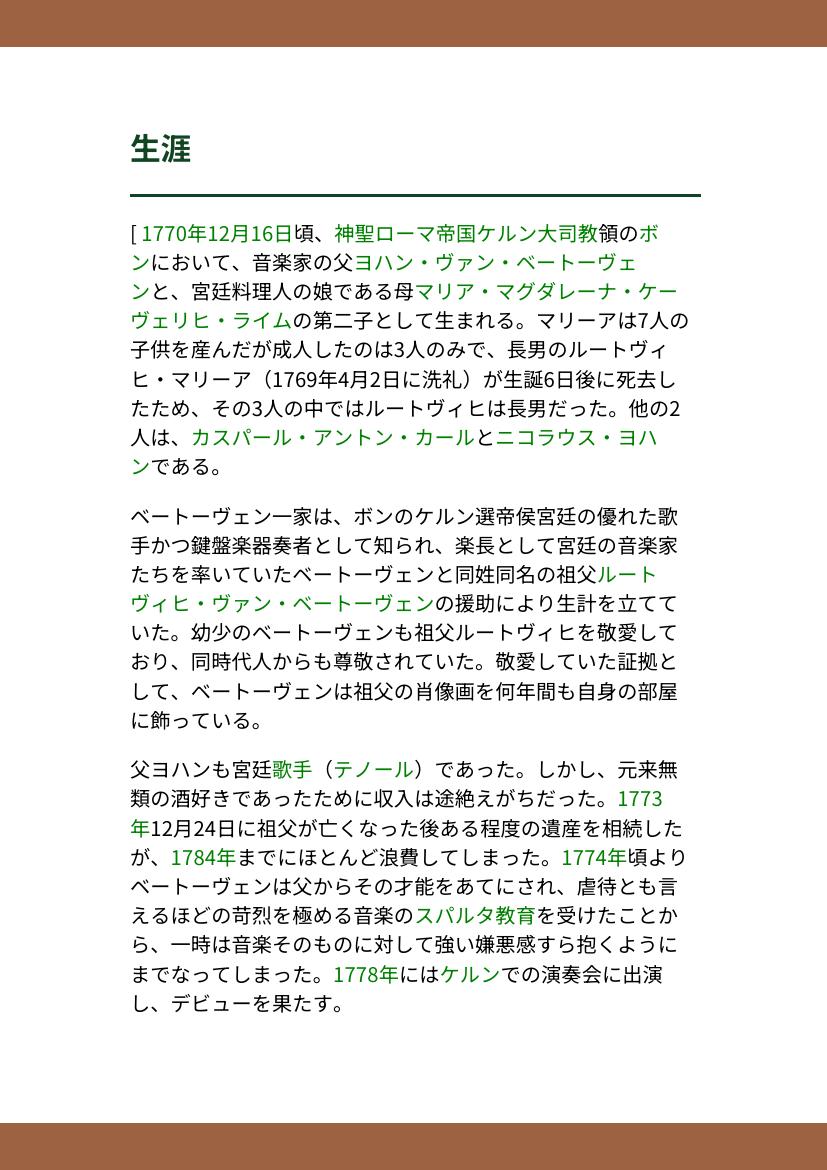 生涯
[ 1770年12月16日頃、神聖ローマ帝国ケルン大司教領のボ
ンにおいて、音楽家の父ヨハン・ヴァン・ベートーヴェ
ンと、宮廷料理人の娘である母マリア・マグダレーナ・ケー
ヴェリヒ・ライムの第二子として生まれる。マリーアは7人の
子供を産んだが成人したのは3人のみで、長男のルートヴィ
ヒ・マリーア（1769年4月2日に洗礼）が生誕6日後に死去し
たため、その3人の中ではルートヴィヒは長男だった。他の2
人は、カスパール・アントン・カールとニコラウス・ヨハ
ンである。
ベートーヴェン一家は、ボンのケルン選帝侯宮廷の優れた歌
手かつ鍵盤楽器奏者として知られ、楽長として宮廷の音楽家
たちを率いていたベートーヴェンと同姓同名の祖父ルート
ヴィヒ・ヴァン・ベートーヴェンの援助により生計を立てて
いた。幼少のベートーヴェンも祖父ルートヴィヒを敬愛して
おり、同時代人からも尊敬されていた。敬愛していた証拠と
して、ベートーヴェンは祖父の肖像画を何年間も自身の部屋
に飾っている。
父ヨハンも宮廷歌手（テノール）であった。しかし、元来無
類の酒好きであったために収入は途絶えがちだった。1773
年12月24日に祖父が亡くなった後ある程度の遺産を相続した
が、1784年までにほとんど浪費してしまった。1774年頃より
ベートーヴェンは父からその才能をあてにされ、虐待とも言
えるほどの苛烈を極める音楽のスパルタ教育を受けたことか
ら、一時は音楽そのものに対して強い嫌悪感すら抱くように
までなってしまった。1778年にはケルンでの演奏会に出演
し、デビューを果たす。